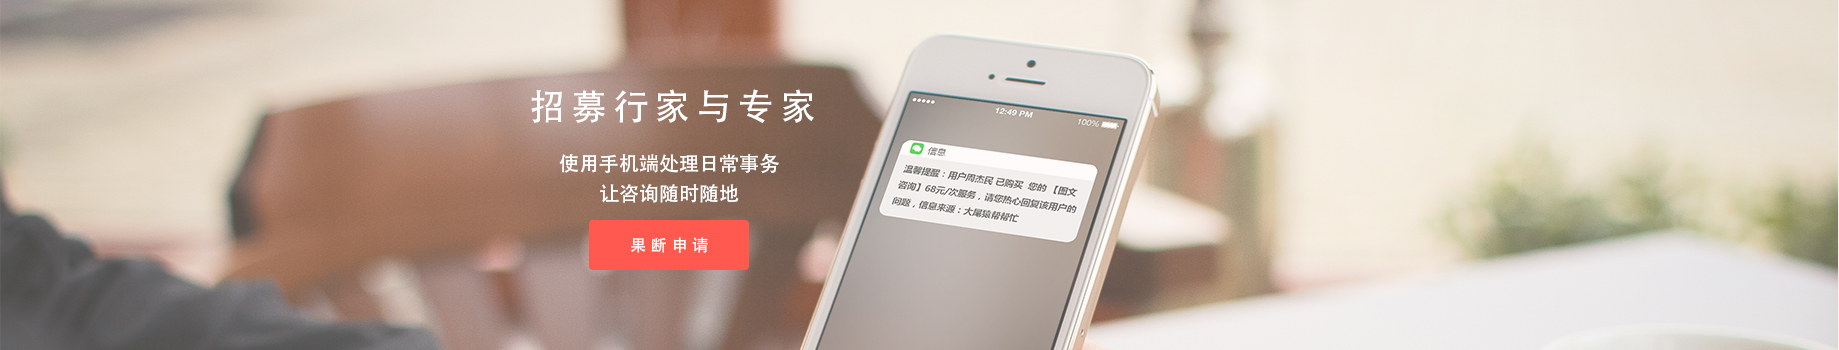 招募行家与专家
使用手机端处理日常事务
让咨询随时随地
果断申请
12:49 PM
100%
信息
温馨提醒：用户周杰民 已购买 您的 【图文
咨询】68元/次服务，请您热心回复该用户的
问题，信息来源：大尾猿帮帮忙